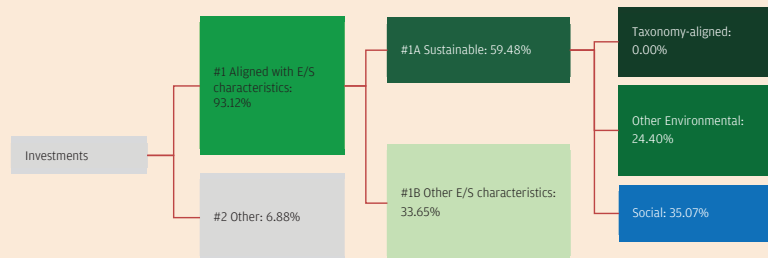 Investments
#1 Aligned with E/S
characteristics:
93.12%
#2 Other: 6.88%
#1A Sustainable: 59.48%
#1B Other E/S characteristics:
33.65%
Taxonomy-aligned:
0.00%
Other Environmental:
24.40%
Social: 35.07%